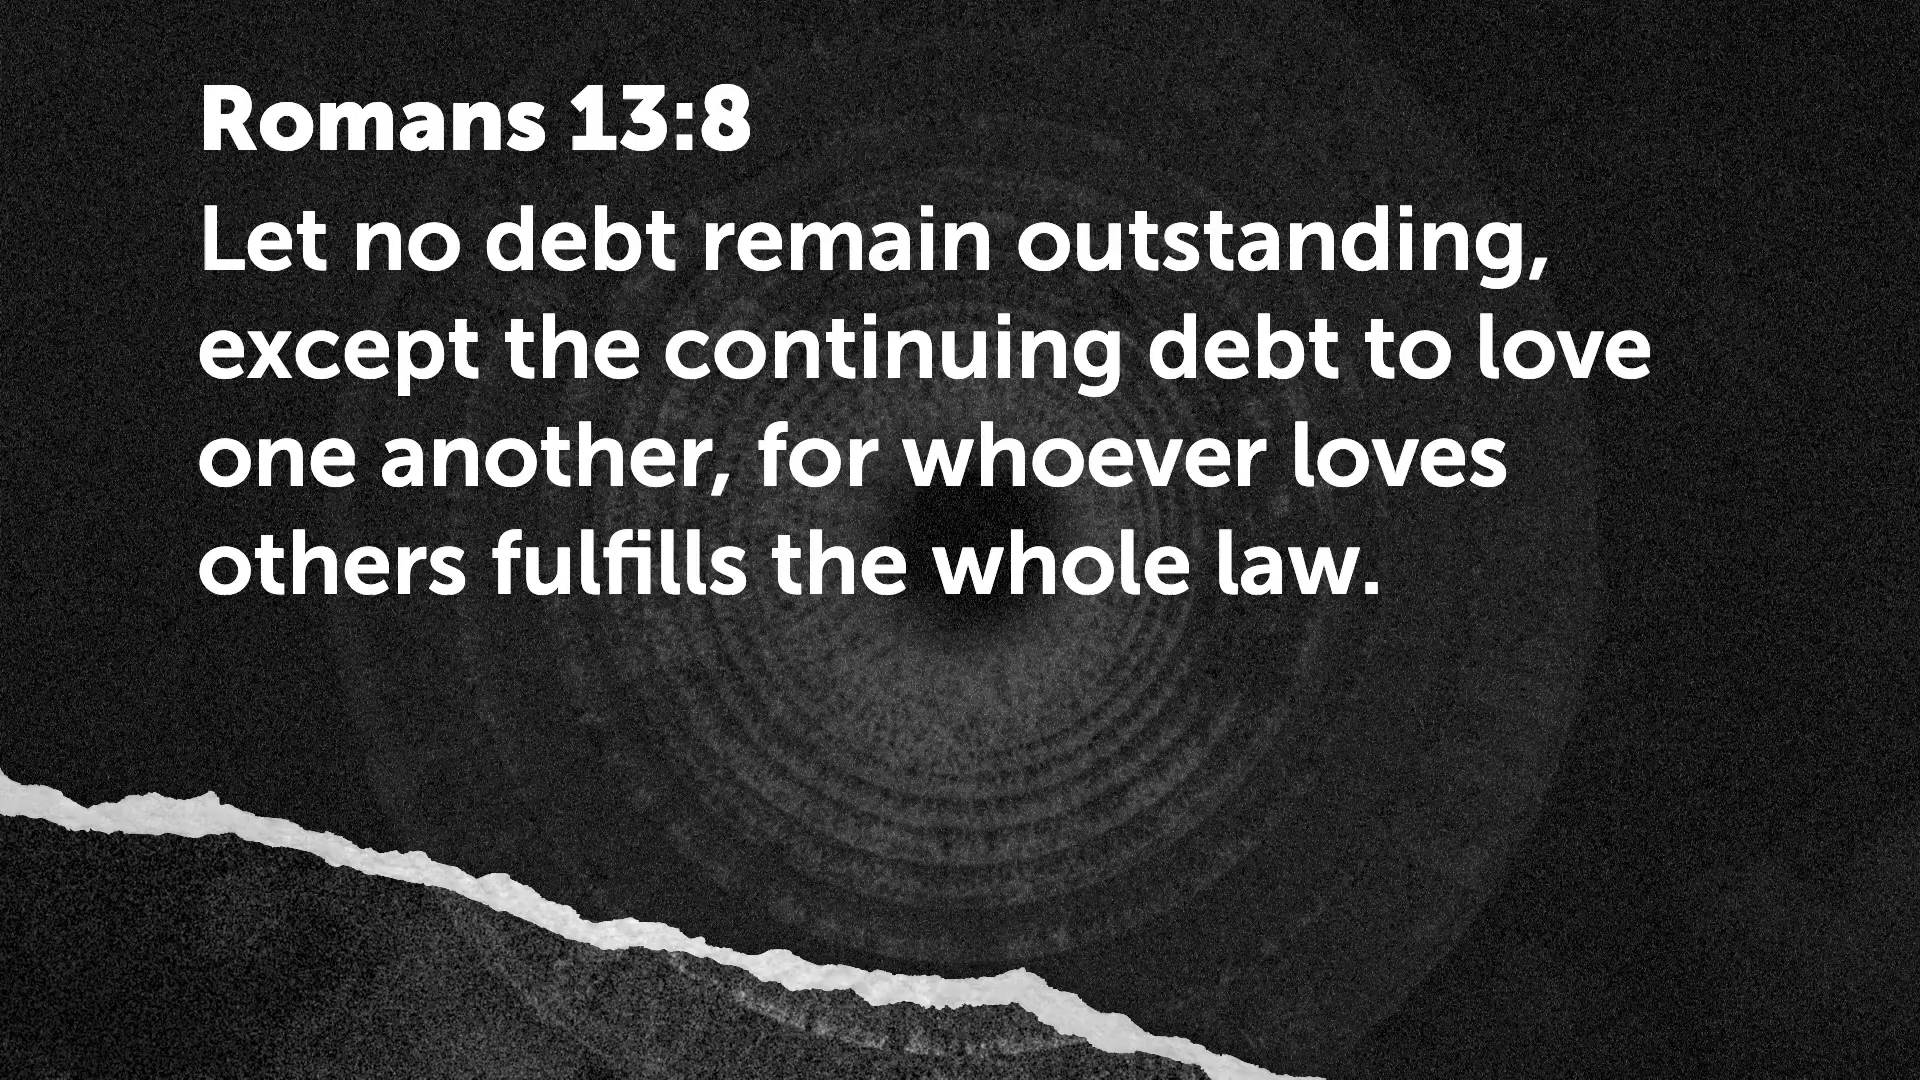 Romans 13:8
Let no debt remain outstanding,
except the continuing debt to love
one another, for whoever loves
others fulfills the whole law.